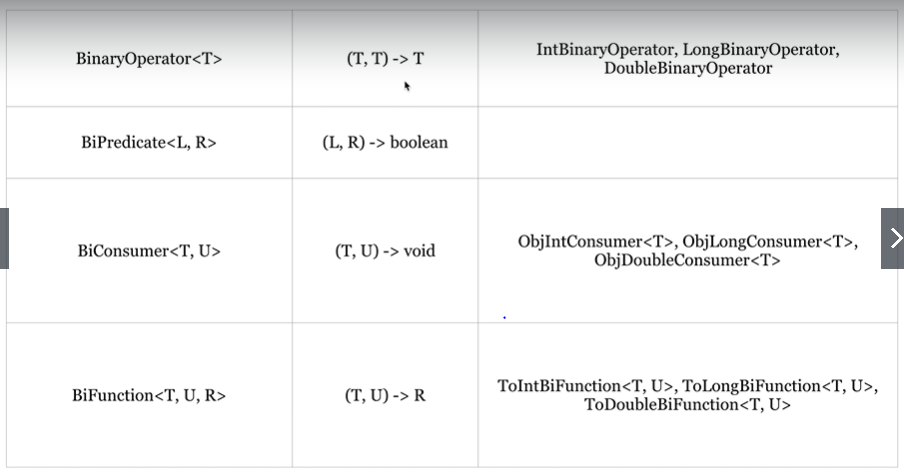 BinaryOperator<T>
(T, T) -> T
IntBinaryOperator, LongBinaryOperator,
DoubleBinaryOperator
BiPredicate<L, R>
(L, R) -> boolean
BiConsumer<T, U>
(T, U) -> void
ObjIntConsumer<T>, ObjLongConsumer<T>,
ObjDoubleConsumer<T>
BiFunction<T, U, R>
(T, U) -> R
ToIntBiFunction<T, U>, ToLongBiFunction<T, U>,
ToDoubleBiFunction<T, U>